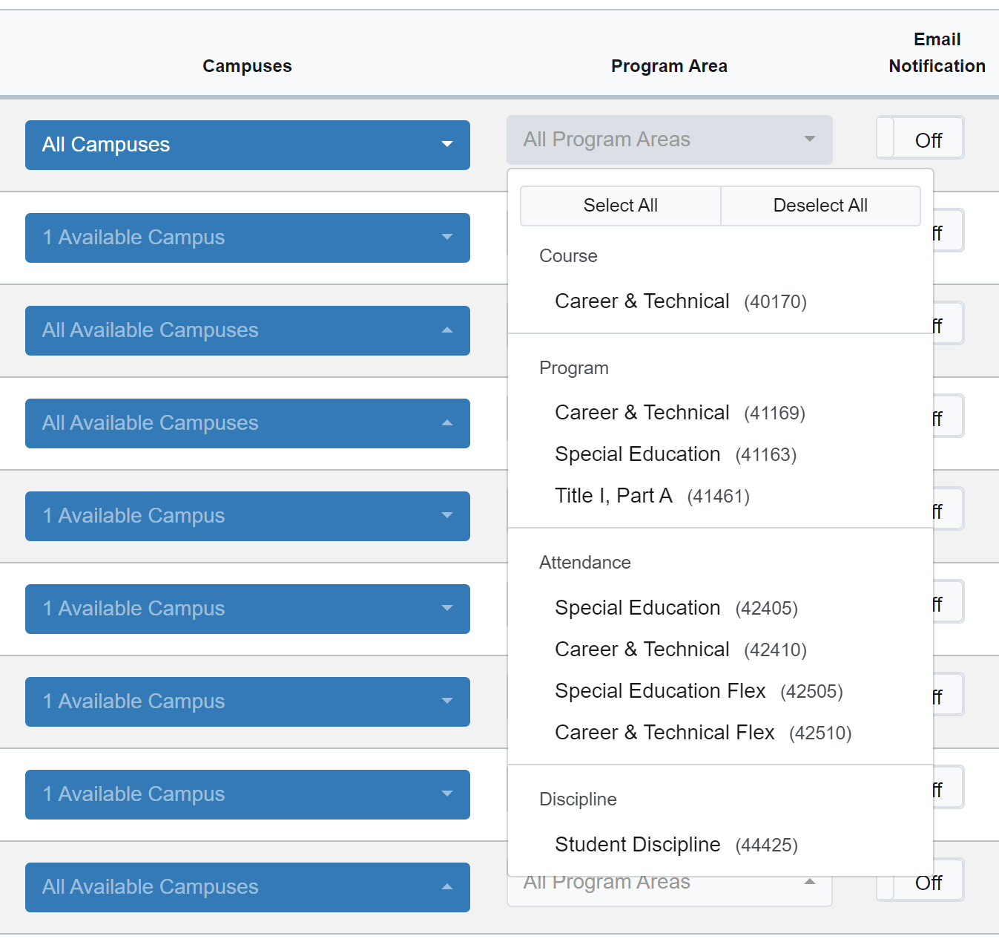 Campuses
Program Area
Email
Notification
All Campuses
All Program Areas
Off
Select All
Deselect All
1 Available Campus
ff
Course
Career & Technical (40170)
All Available Campuses
ff
Program
Career & Technical (41169)
All Available Campuses
ff
Special Education (41163)
Title I, Part A (41461)
1 Available Campus
ff
Attendance
Special Education (42405)
1 Available Campus
ff
Career & Technical (42410)
Special Education Flex (42505)
1 Available Campus
ff
Career & Technical Flex (42510)
1 Available Campus
ff
Discipline
Student Discipline (44425)
All Available Campuses
All Program Areas
Off